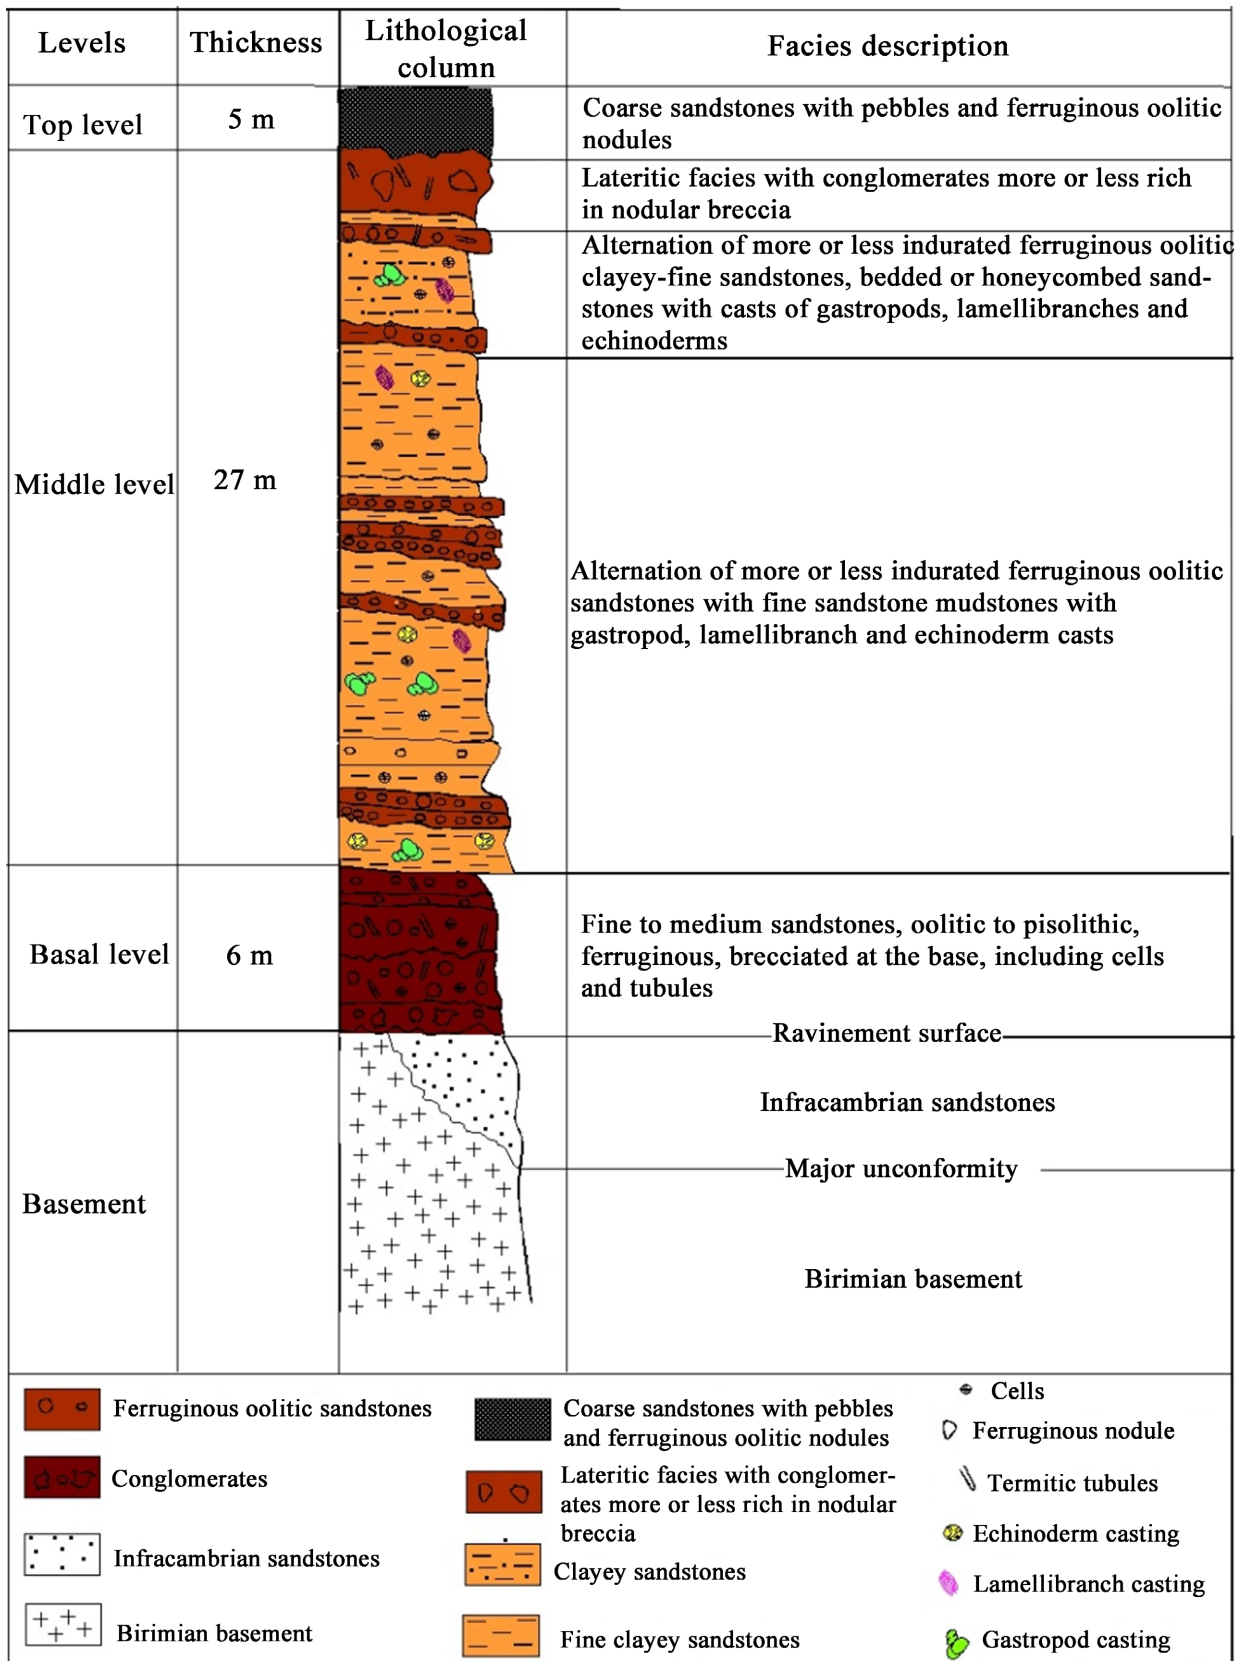 Levels
Thickness
Lithological
column
Facies description
Top level
5 m
Coarse sandstones with pebbles and ferruginous oolitic
nodules
Lateritic facies with conglomerates more or less rich
in nodular breccia
Alternation of more or less indurated ferruginous oolitic
clayey-fine sandstones, bedded or honeycombed sand-
stones with casts of gastropods, lamellibranches and
echinoderms
Middle level
27 m
Alternation of more or less indurated ferruginous oolitic
sandstones with fine sandstone mudstones with
gastropod, lamellibranch and echinoderm casts
Basal level
6 m
Fine to medium sandstones, oolitic to pisolithic,
ferruginous, brecciated at the base, including cells
and tubules
Ravinement surface
Infracambrian sandstones
Major unconformity
Basement
Birimian basement
Ferruginous oolitic sandstones
Conglomerates
Infracambrian sandstones
Birimian basement
Coarse sandstones with pebbles
and ferruginous oolitic nodules
Lateritic facies with conglomer-
ates more or less rich in nodular
breccia
Clayey sandstones
Fine clayey sandstones
Cells
Ferruginous nodule
Termitic tubules
Echinoderm casting
Lamellibranch casting
Gastropod casting